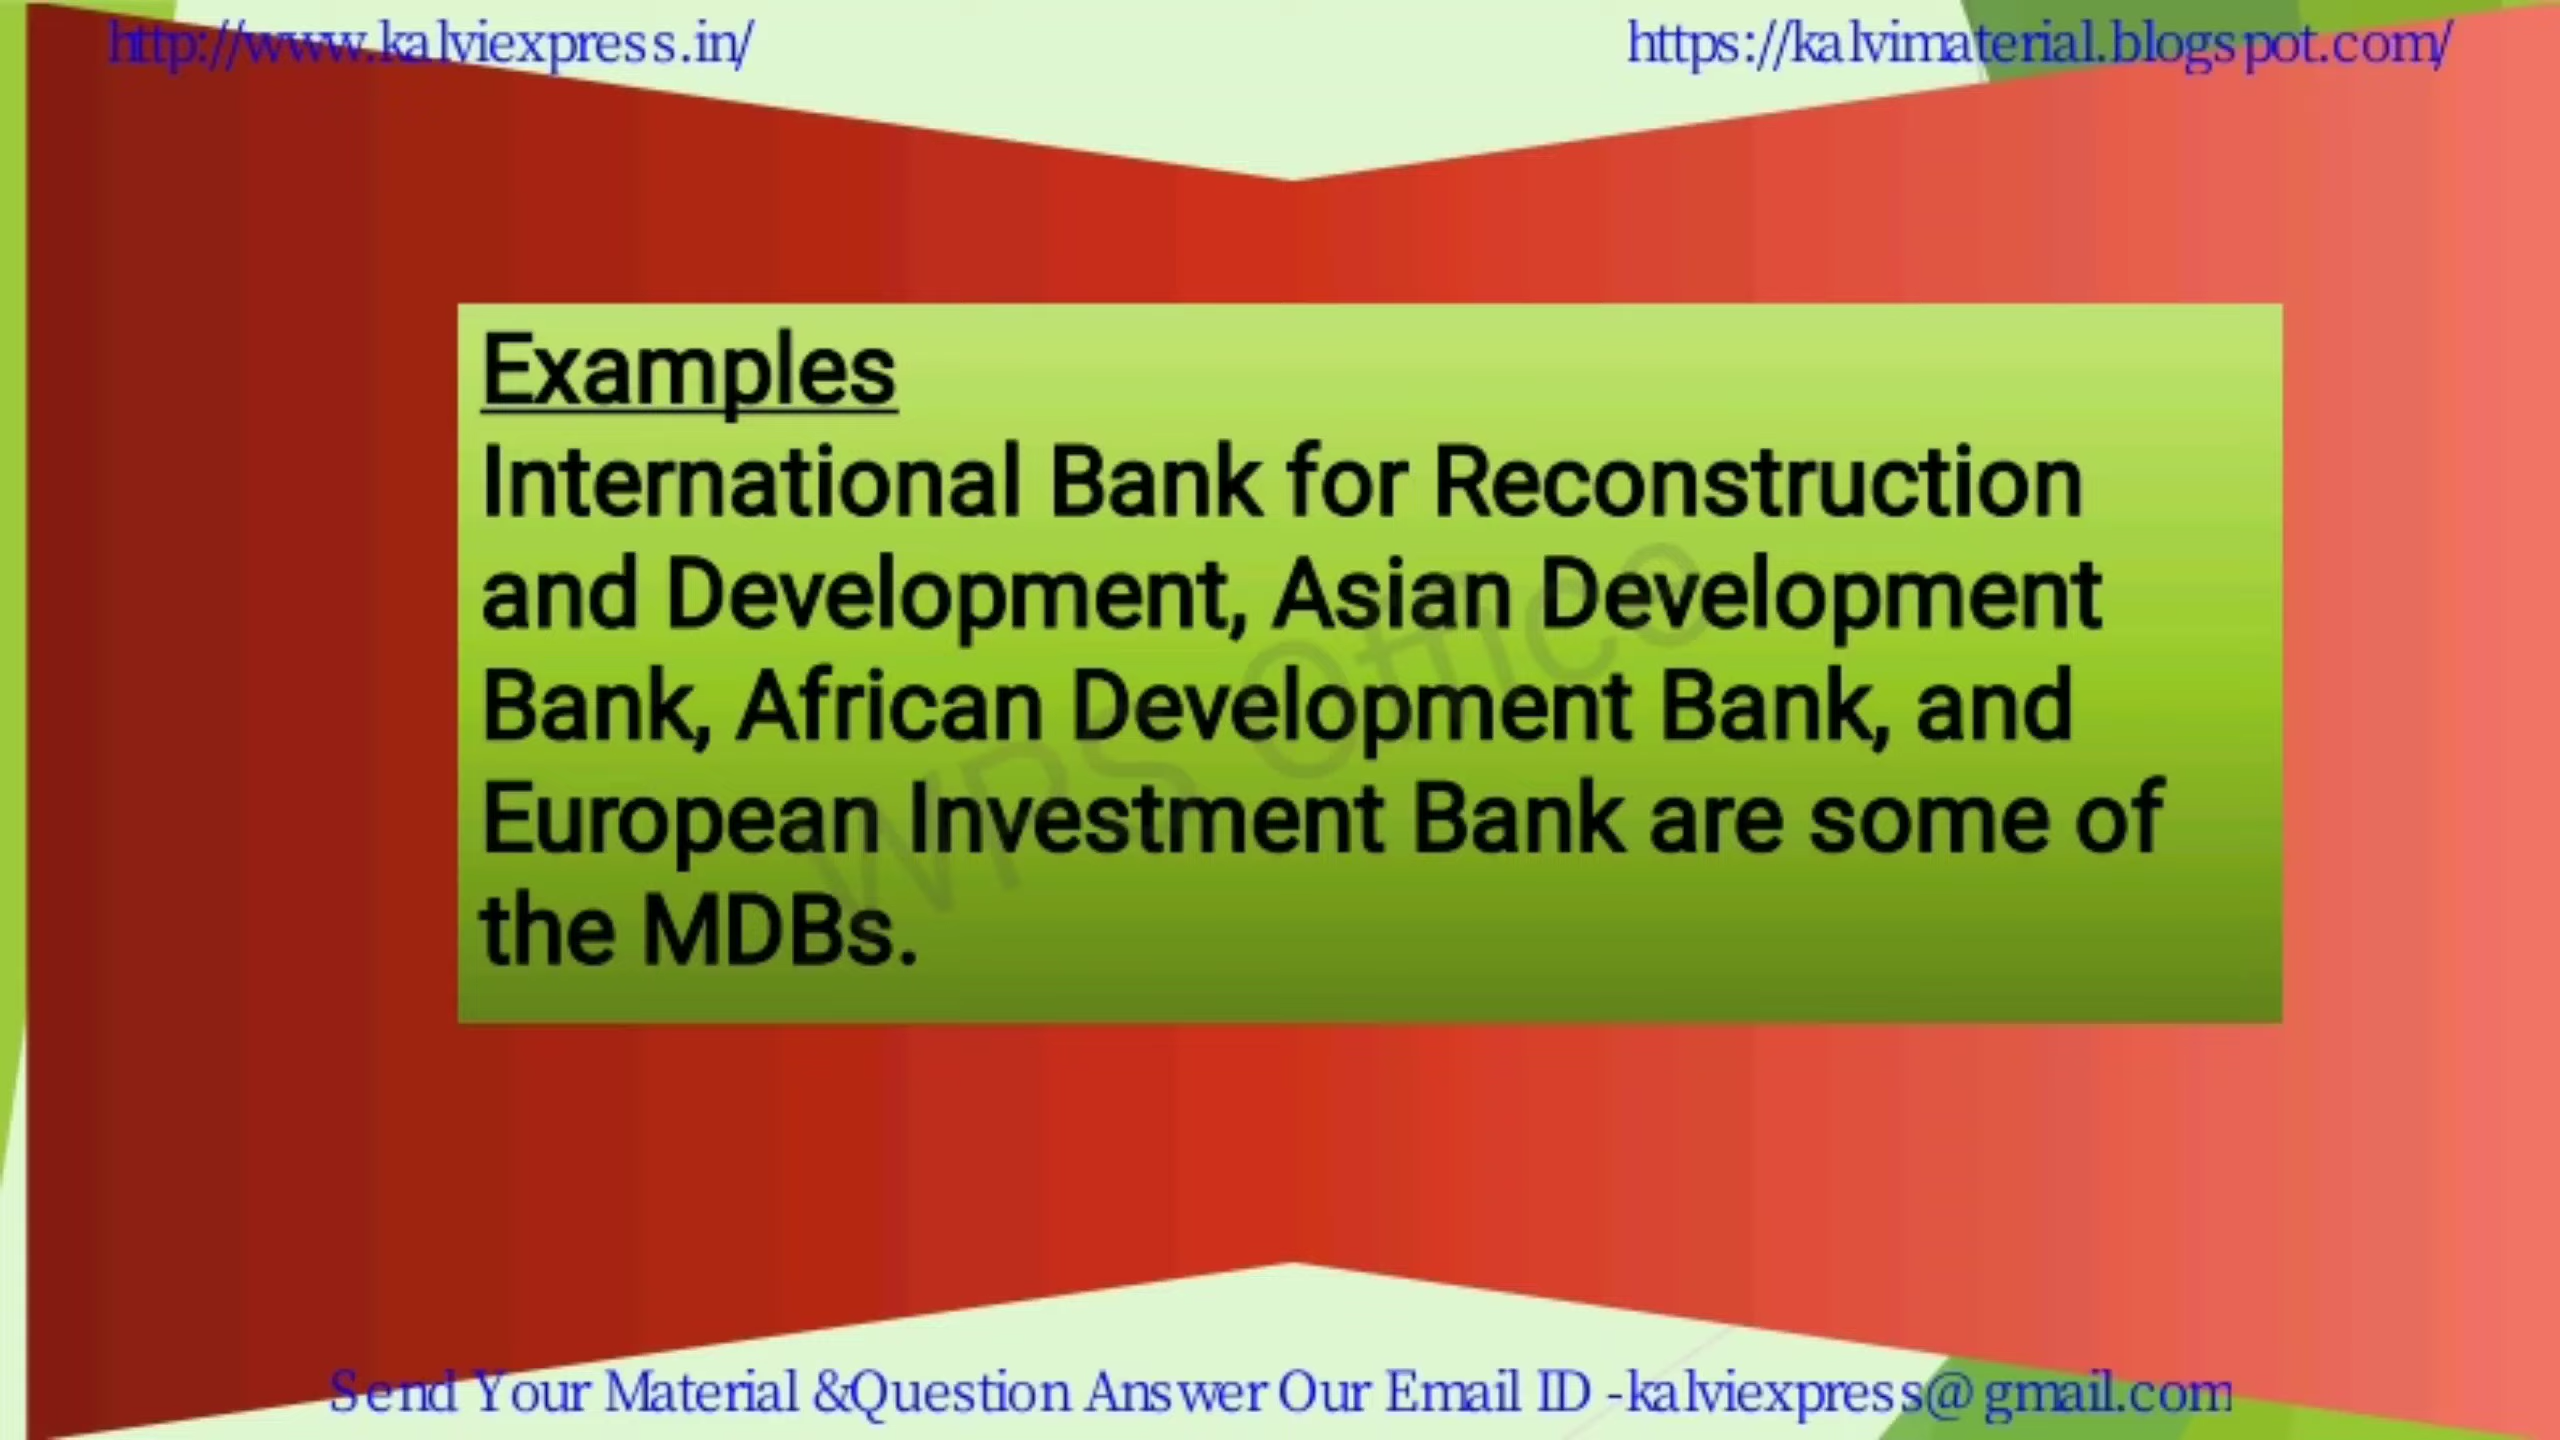 http://www.kalviexpress.in/
https://kalvimaterial.blogspot.com/
Examples
International Bank for Reconstruction
and Development, Asian Development
Bank, African Development Bank, and
European Investment Bank are some of
the MDBs.
WPS Office
Send Your Material &Question Answer Our Email ID -kalviexpress@gmail.com